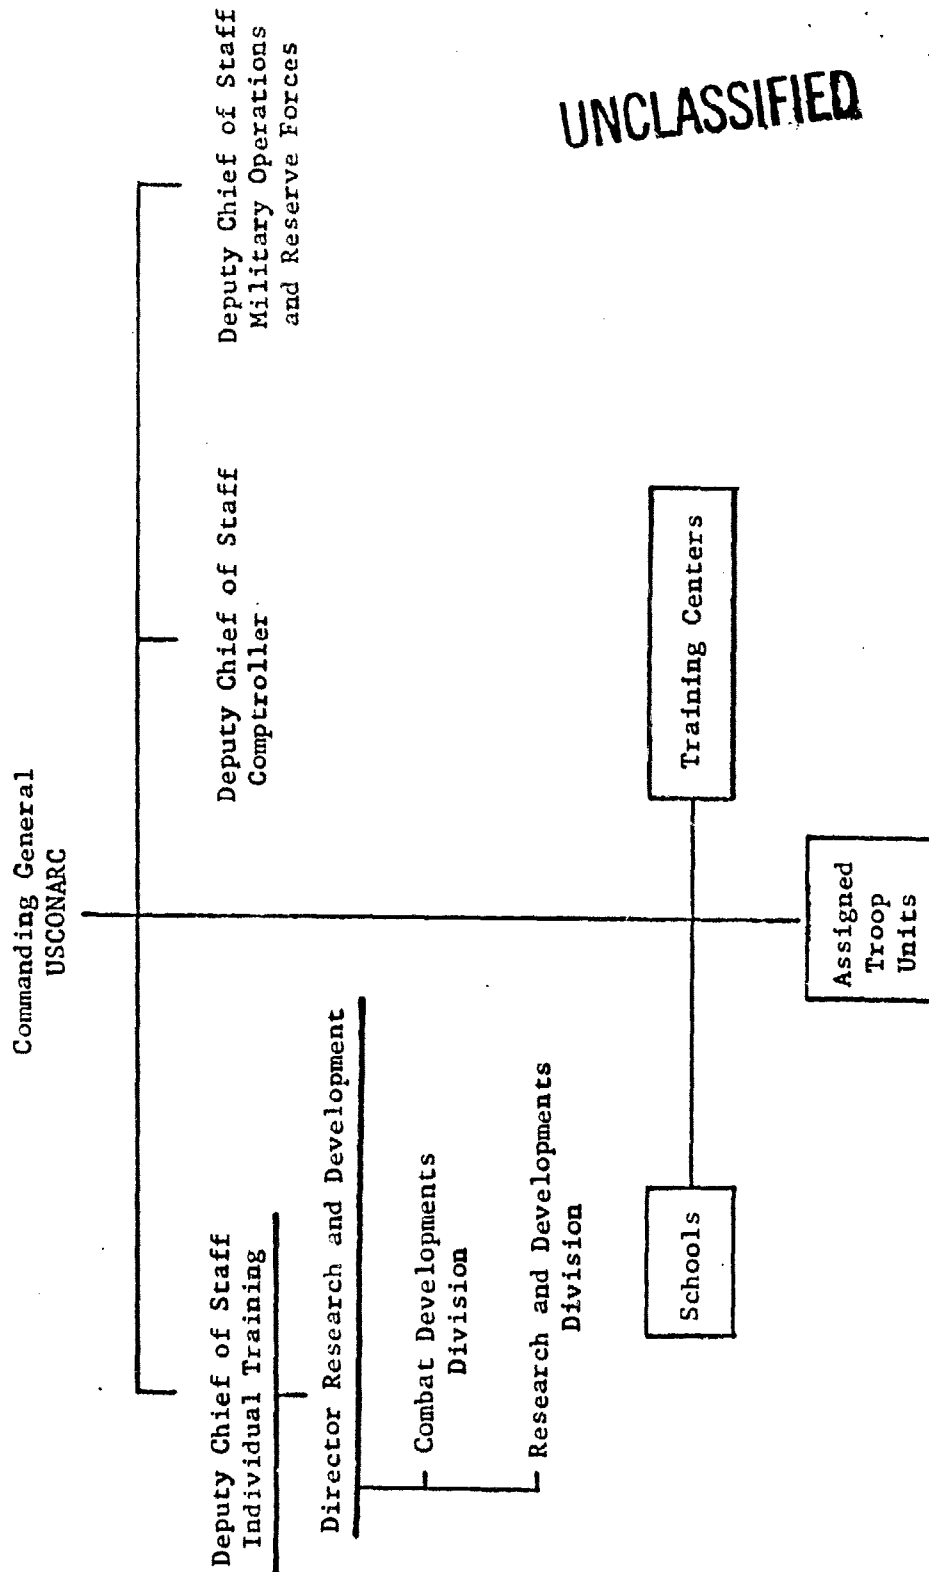 Commanding General
USCONARC
Deputy Chief of Staff
Individual Training
Deputy Chief of Staff
Comptroller
Deputy Chief of Staff
Military Operations
and Reserve Forces
Director Research and Development
Combat Developments
Division
Research and Developments
Division
Schools
Training Centers
Assigned
Troop
Units
UNCLASSIFIED